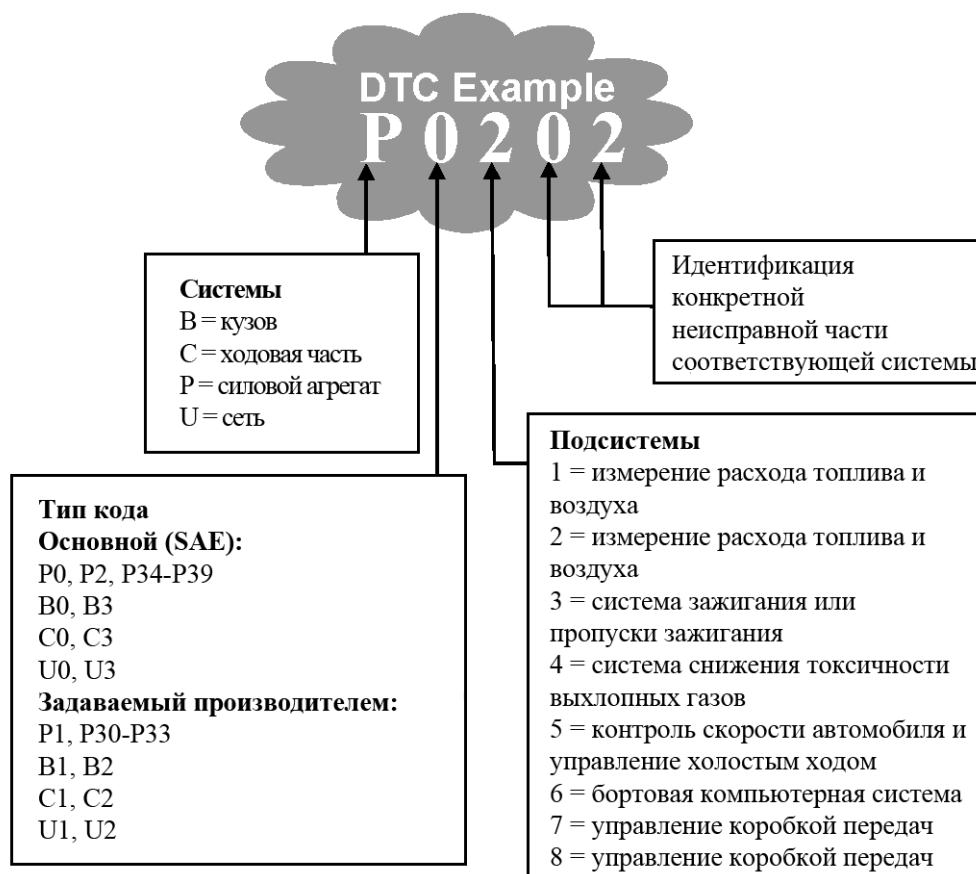 DTC Example
P0202
Системы
B = кузов
C = ходовая часть
P = силовой агрегат
U = сеть
Идентификация
конкретной
неисправной части
соответствующей системы
Тип кода
Основной (SAE):
P0, P2, P34-P39
B0, B3
C0, C3
U0, U3
Задаваемый производителем:
P1, P30-P33
B1, B2
C1, C2
U1, U2
Подсистемы
1 = измерение расхода топлива и
воздуха
2 = измерение расхода топлива и
воздуха
3 = система зажигания или
пропуски зажигания
4 = система снижения токсичности
выхлопных газов
5 = контроль скорости автомобиля и
управление холостым ходом
6 = бортовая компьютерная система
7 = управление коробкой передач
8 = управление коробкой передач